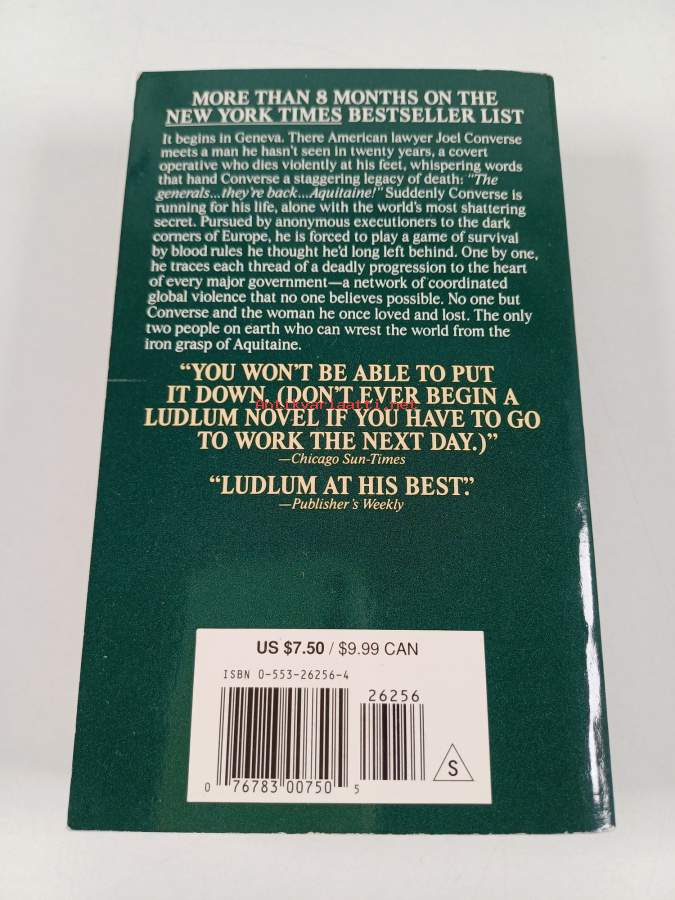 MORE THAN 8 MONTHS ON THE
NEW YORK TIMES BESTSELLER LIST
It begins in Geneva. There American lawyer Joel Converse
meets a man he hasn't seen in twenty years, a covert
operative who dies violently at his feet, whispering words
that hand Converse a staggering legacy of death: "The
generals...they're back...Aquitaine!" Suddenly Converse is
running for his life, alone with the world's most shattering
secret. Pursued by anonymous executioners to the dark
corners of Europe, he is forced to play a game of survival
by blood rules he thought he'd long left behind. One by one,
he traces each thread of a deadly progression to the heart
of every major government—a network of coordinated
global violence that no one believes possible. No one but
Converse and the woman he once loved and lost. The only
two people on earth who can wrest the world from the
iron grasp of Aquitaine.
"YOU WON'T BE ABLE TO PUT
IT DOWN. (DON'T EVER BEGIN A
Antikvariaatti.net
LUDLUM NOVEL IF YOU HAVE TO GO
TO WORK THE NEXT DAY.)"
—Chicago Sun-Times
"LUDLUM AT HIS BEST."
—Publisher's Weekly
US $7.50 / $9.99 CAN
ISBN 0-553-26256-4
26256
S
0 76783 00750 5